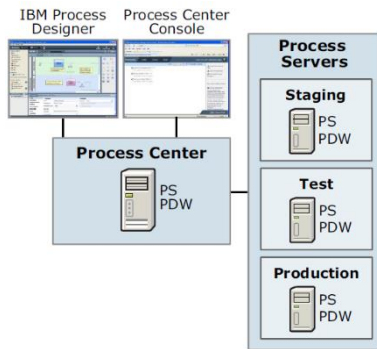 IBM Process
Designer
Process Center
Console
Process Center
PS
PDW
Process
Servers
Staging
PS
PDW
Test
PS
PDW
Production
PS
PDW